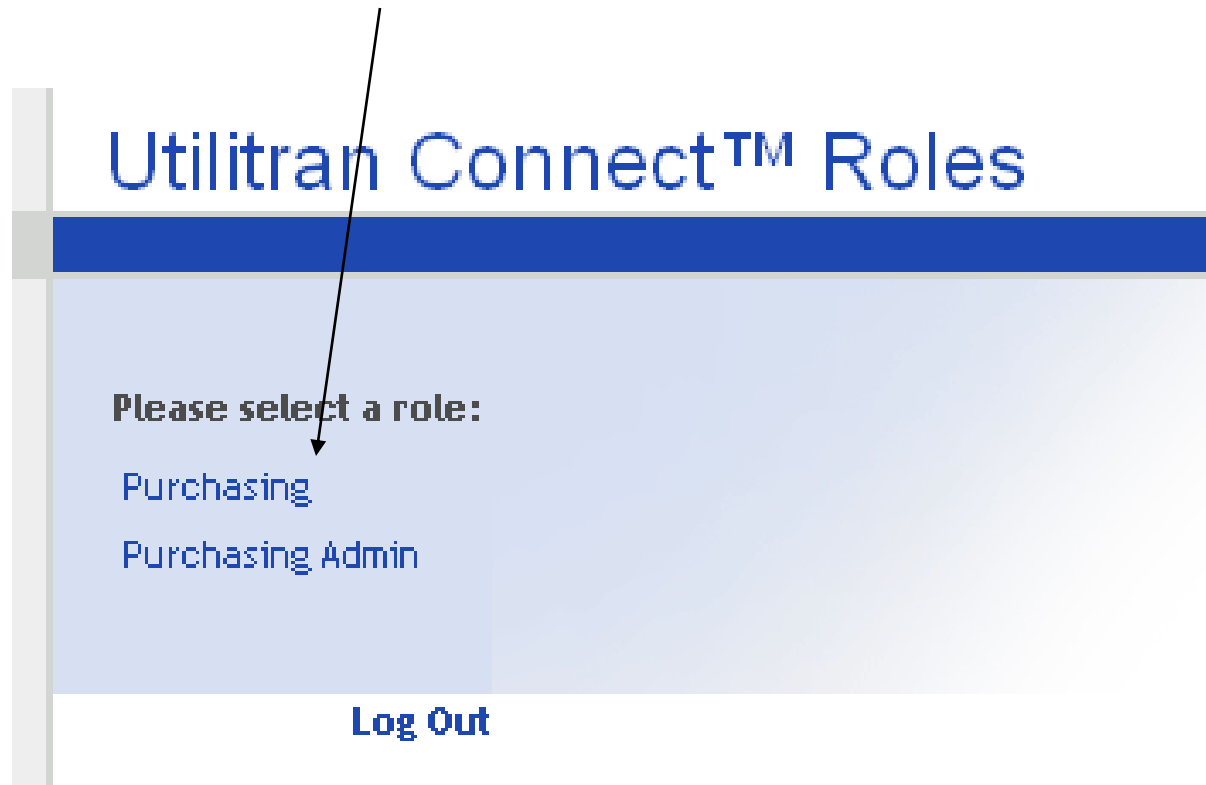 Utilitran Connect™ Roles
Please select a role:
Purchasing
Purchasing Admin
Log Out